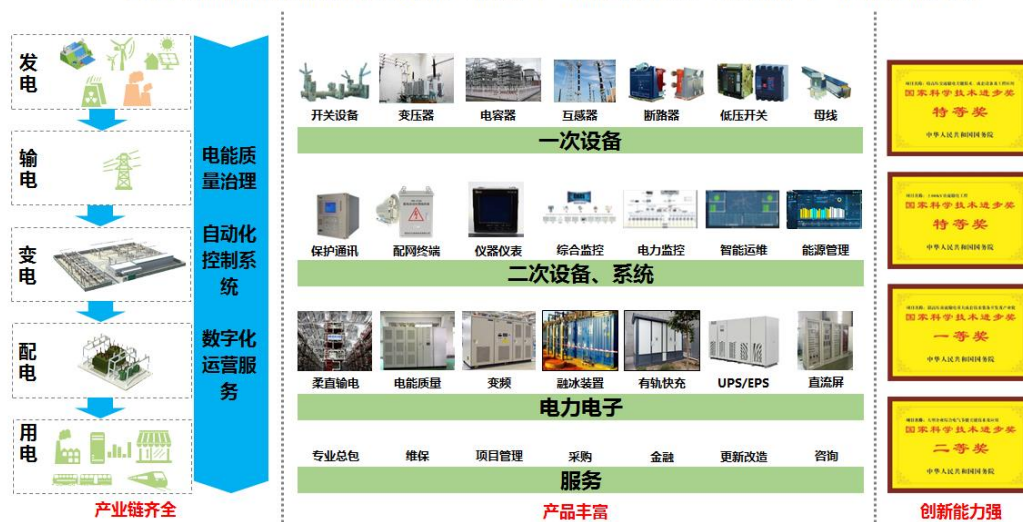 发
电
输
电
变
电
配
电
用
电
电能质
量治理
自动化
控制系
统
数字化
运营服
务
产业链齐全
开关设备 变压器 电容器 互感器 断路器 低压开关 母线
一次设备
保护通讯 配网终端 仪器仪表 综合监控 电力监控 智能运维 能源管理
二次设备、系统
柔直输电 电能质量 变频 融冰装置 有轨快充 UPS/EPS 直流屏
电力电子
专业总包 维保 项目管理 采购 金融 更新改造 咨询
服务
产品丰富
国家科学技术进步奖
特等奖
中华人民共和国国务院
国家科学技术进步奖
特等奖
中华人民共和国国务院
国家科学技术进步奖
一等奖
中华人民共和国国务院
国家科学技术进步奖
二等奖
中华人民共和国国务院
创新能力强